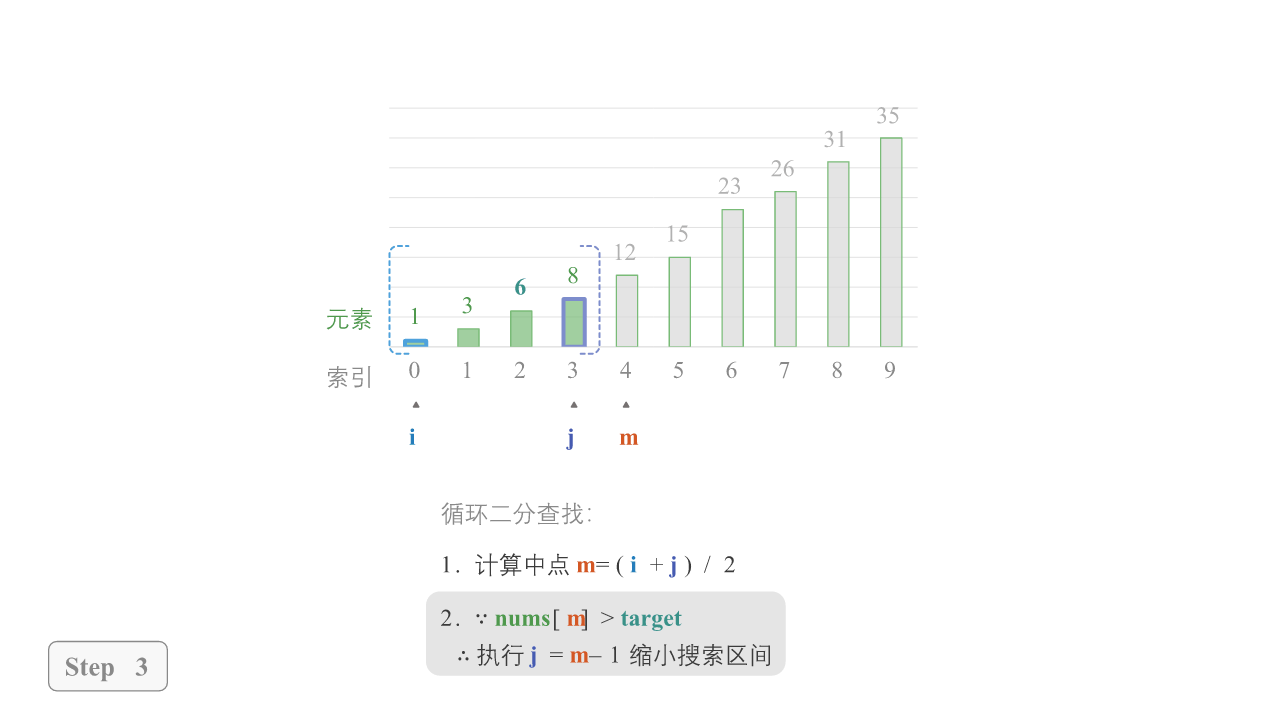 35
31
26
23
15
12
8
6
3
1
元素
索引 0 1 2 3 4 5 6 7 8 9
i j m
循环二分查找：
1. 计算中点 m= ( i + j ) / 2
2. ∵ nums[ m] > target
∴ 执行 j = m– 1 缩小搜索区间
Step 3